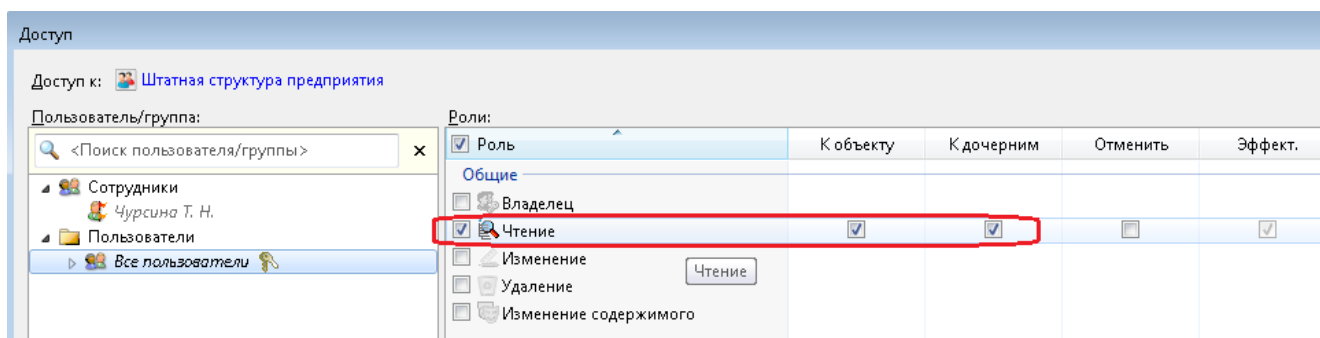 Доступ
Доступ к: Штатная структура предприятия
Пользователь/группа:
Роли:
<Поиск пользователя/группы>
Роль К объекту К дочерним Отменить Эффект.
Сотрудники
Чурсина Т. Н.
Пользователи
Все пользователи
Общие
Владелец
Чтение
Изменение
Чтение
Удаление
Изменение содержимого